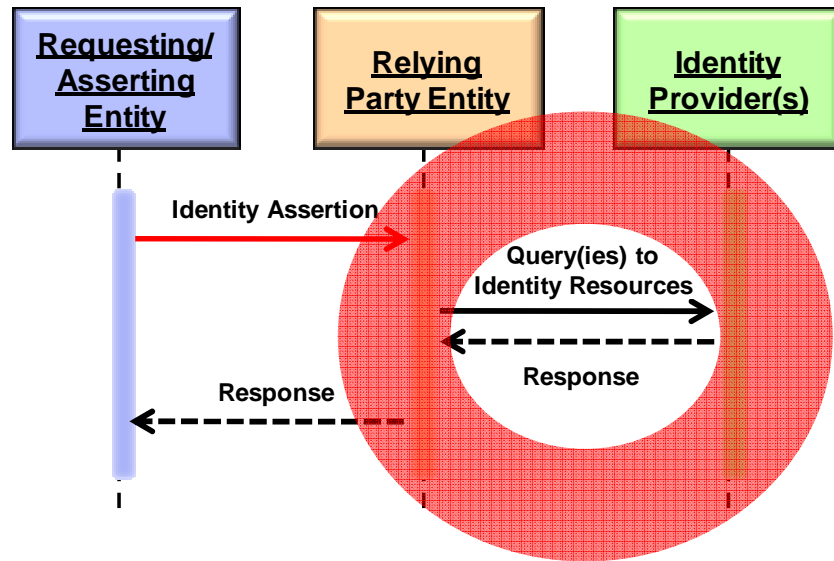 Requesting/
Asserting
Entity
Relying
Party Entity
Identity
Provider(s)
Identity Assertion
Query(ies) to
Identity Resources
Response
Response